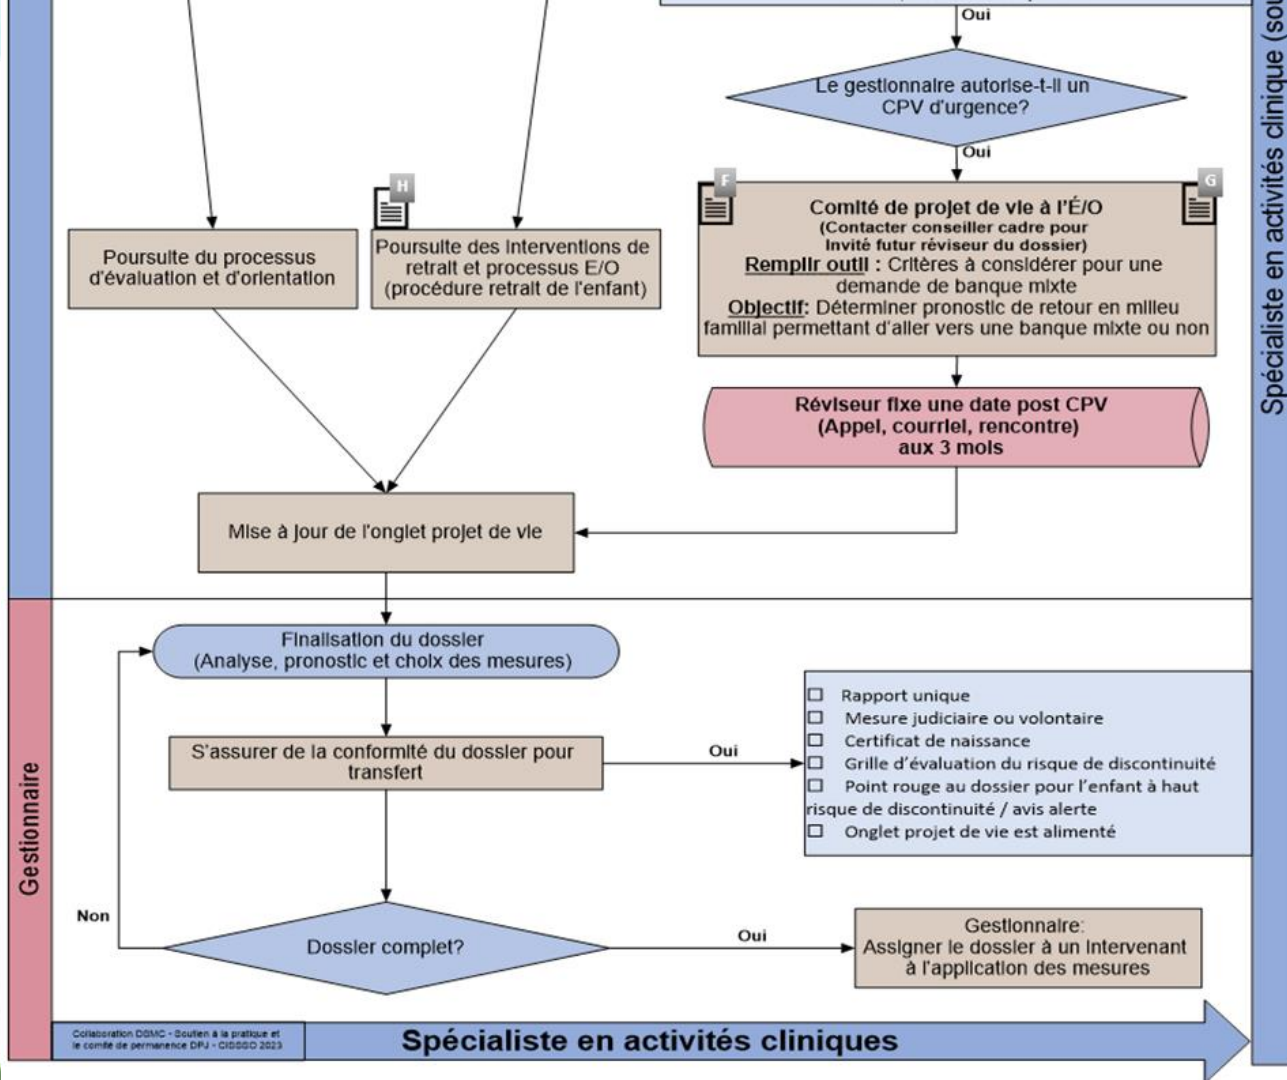 Oui
Le gestionnaire autorise-t-il un
CPV d'urgence?
Oui
F
G
H
Comité de projet de vie à l'É/O
(Contacter conseiller cadre pour
Invité futur réviseur du dossier)
Remplir outil : Critères à considérer pour une
demande de banque mixte
Objectif: Déterminer pronostic de retour en milieu
familial permettant d'aller vers une banque mixte ou non
Poursuite du processus
d'évaluation et d'orientation
Poursuite des interventions de
retrait et processus E/O
(procédure retrait de l'enfant)
Réviseur fixe une date post CPV
(Appel, courriel, rencontre)
aux 3 mois
Mise à jour de l'onglet projet de vie
Finalisation du dossier
(Analyse, pronostic et choix des mesures)
S'assurer de la conformité du dossier pour
transfert
Oui
Rapport unique
Mesure judiciaire ou volontaire
Certificat de naissance
Grille d'évaluation du risque de discontinuité
Point rouge au dossier pour l'enfant à haut
risque de discontinuité / avis alerte
Onglet projet de vie est alimenté
Gestionnaire
Non
Dossier complet?
Oui
Gestionnaire:
Assigner le dossier à un intervenant
à l'application des mesures
Collaboration DSMC - Soutien à la pratique et
le comité de permanence DPJ - CISSSO 2023
Spécialiste en activités cliniques
Spécialiste en activités clinique (sou